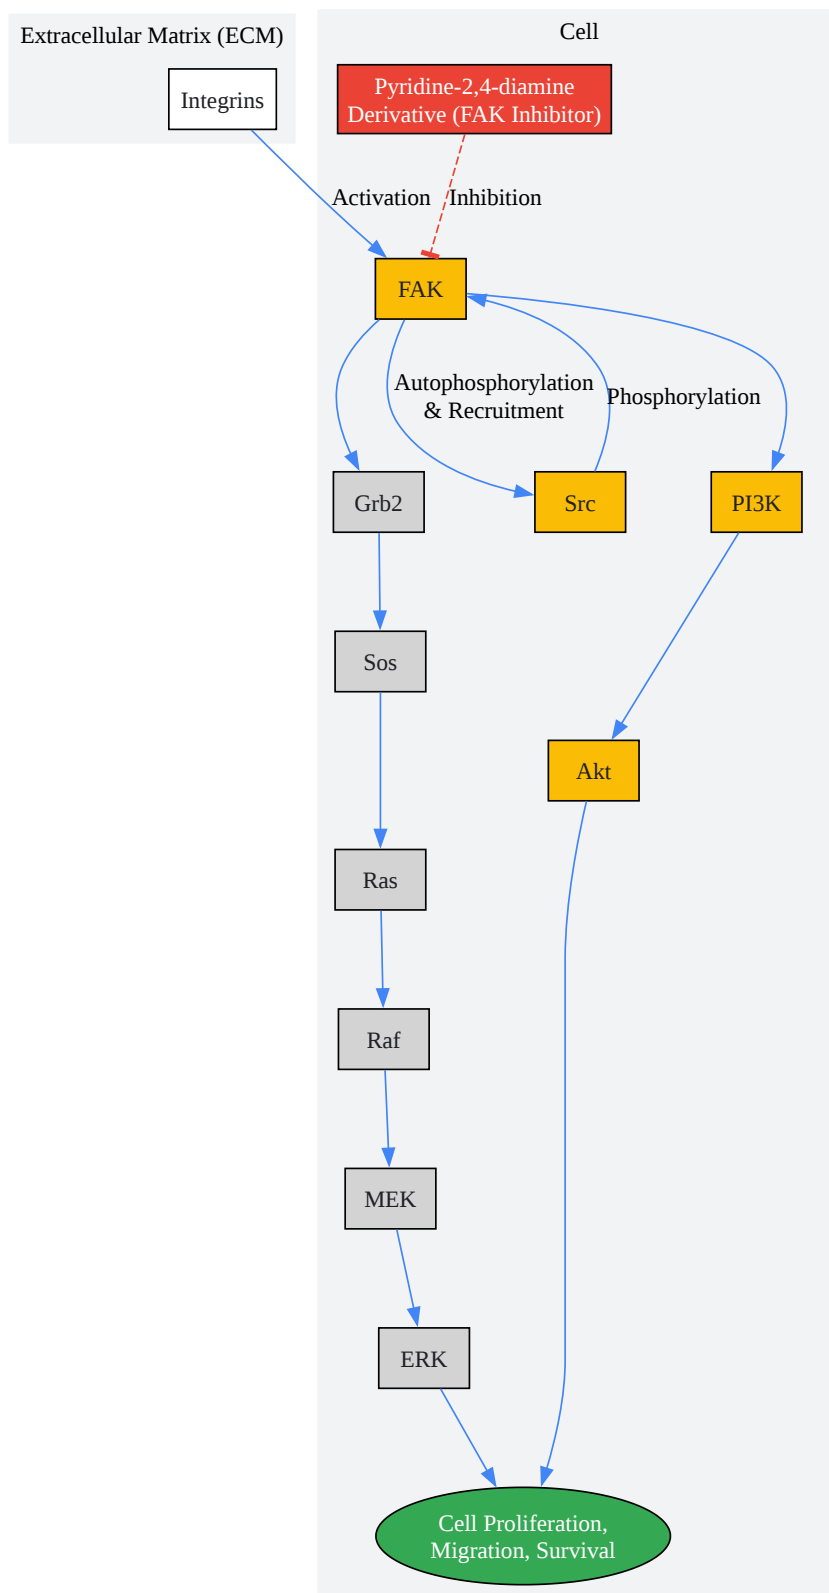 Extracellular Matrix (ECM)
Cell
Integrins
Pyridine-2,4-diamine
Derivative (FAK Inhibitor)
Activation
Inhibition
FAK
Autophosphorylation
& Recruitment
Phosphorylation
Grb2
Src
PI3K
Sos
Akt
Ras
Raf
MEK
ERK
Cell Proliferation,
Migration, Survival